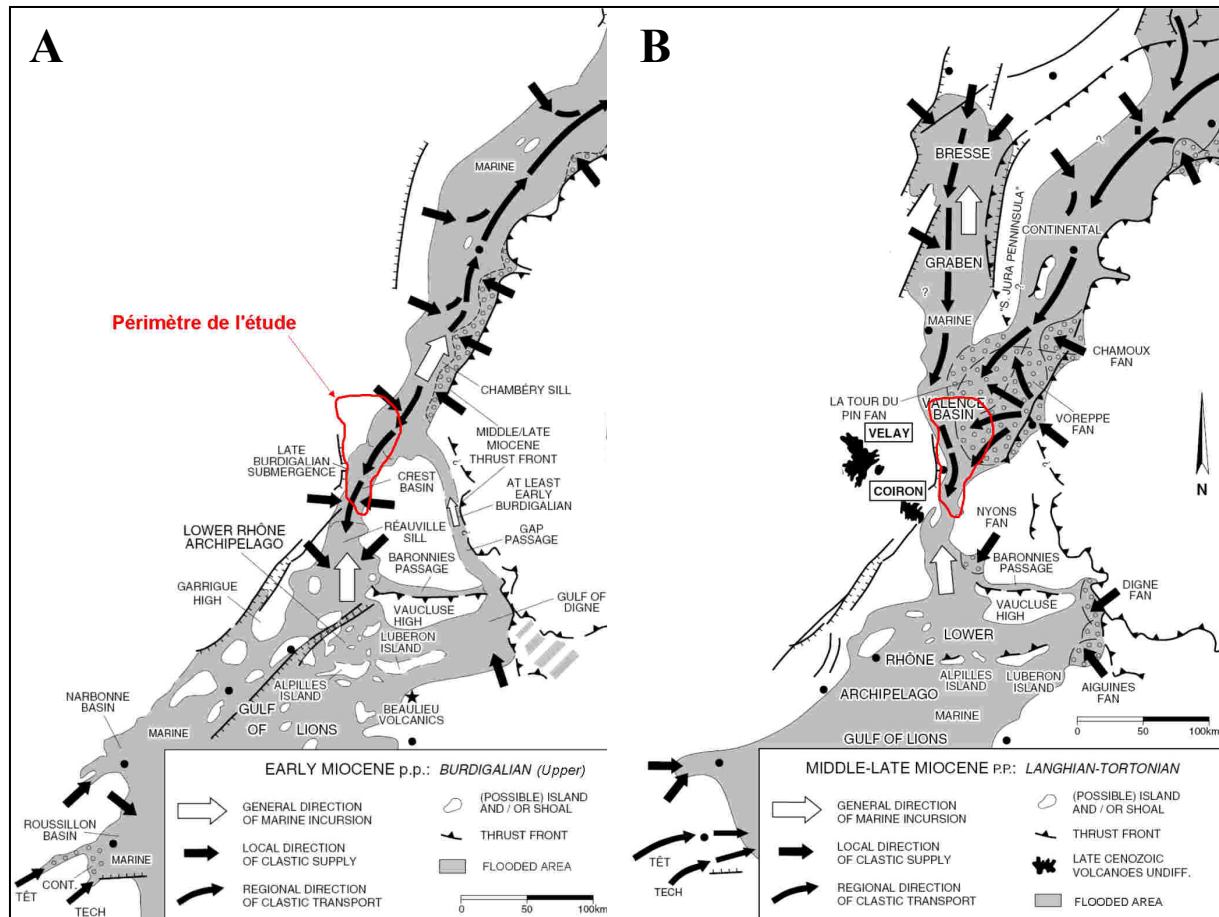 A
MARINE
Périmètre de l'étude
CHAMBÉRY SILL
MIDDLE/LATE
MIOCENE
THRUST FRONT
LATE
BURDIGALIAN
SUBMERGENCE
CREST
BASIN
AT LEAST
EARLY
BURDIGALIAN
RÉAUVILLE
SILL
GAP
PASSAGE
LOWER RHÔNE
ARCHIPELAGO
BARONNIES
PASSAGE
GARRIGUE
HIGH
VAUCLUSE
HIGH
GULF OF
DIGNE
LUBERON
ISLAND
ALPILLES
ISLAND
NARBONNE
BASIN
MARINE
GULF
OF LIONS
BEAULIEU
VOLCANICS
ROUSSILLON
BASIN
MARINE
CONT.
TÊT
TECH
EARLY MIOCENE p.p.: BURDIGALIAN (Upper)
GENERAL DIRECTION
OF MARINE INCURSION
(POSSIBLE) ISLAND
AND / OR SHOAL
THRUST FRONT
LOCAL DIRECTION
OF CLASTIC SUPPLY
FLOODED AREA
REGIONAL DIRECTION
OF CLASTIC TRANSPORT
0 50 100km
B
BRESSE
GRABEN
?
MARINE
"S. JURA PENNINSULA"
?
?
CONTINENTAL
CHAMOUX
FAN
LA TOUR DU
PIN FAN
VALENCE
BASIN
VOREPPE
FAN
VELAY
COIRON
N
NYONS
FAN
BARONNIES
PASSAGE
VAUCLUSE
HIGH
DIGNE
FAN
LOWER
RHÔNE
ARCHIPELAGO
ALPILLES
ISLAND
LUBERON
ISLAND
AIGUINES
FAN
MARINE
GULF OF LIONS
0 50 100km
TÊT
TECH
MIDDLE-LATE MIOCENE P.P.: LANGHIAN-TORTONIAN
GENERAL DIRECTION
OF MARINE INCURSION
(POSSIBLE) ISLAND
AND / OR SHOAL
THRUST FRONT
LOCAL DIRECTION
OF CLASTIC SUPPLY
LATE CENOZOIC
VOLCANOES UNDIFF.
REGIONAL DIRECTION
OF CLASTIC TRANSPORT
FLOODED AREA